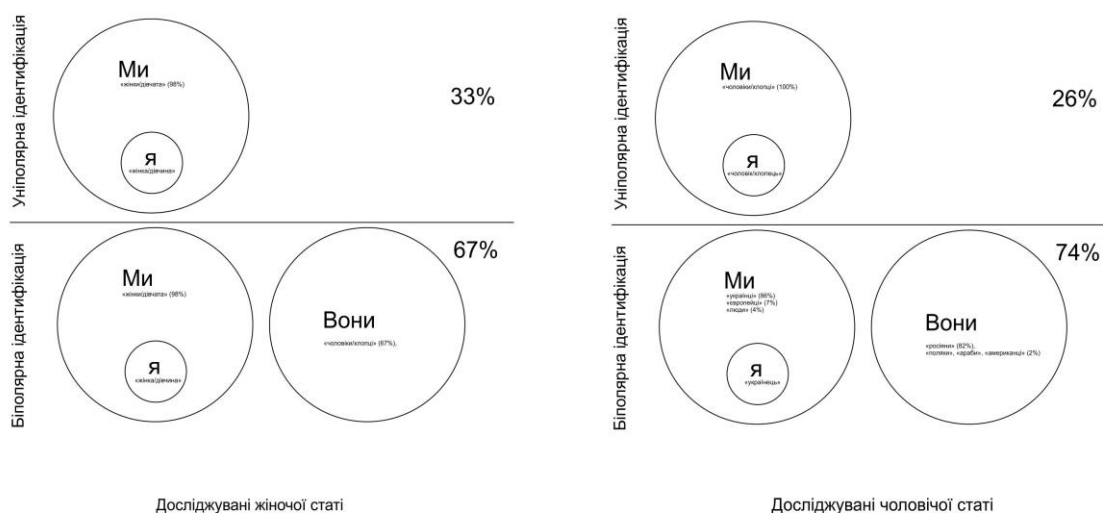 Уніполярна ідентифікація
Ми
«жінки/дівчата» (98%)
Я
«жінка/дівчина»
33%
Біполярна ідентифікація
Ми
«жінки/дівчата» (98%)
Я
«жінка/дівчина»
Вони
«чоловіки/хлопці» (67%),
67%
Досліджувані жіночої статі
Уніполярна ідентифікація
Ми
«чоловіки/хлопці» (100%)
Я
«чоловік/хлопець»
26%
Біполярна ідентифікація
Ми
«українці» (86%)
«європейці» (7%)
«люди» (4%)
Я
«українець»
Вони
«росіяни» (82%),
«поляки», «араби», «американці» (2%)
74%
Досліджувані чоловічої статі